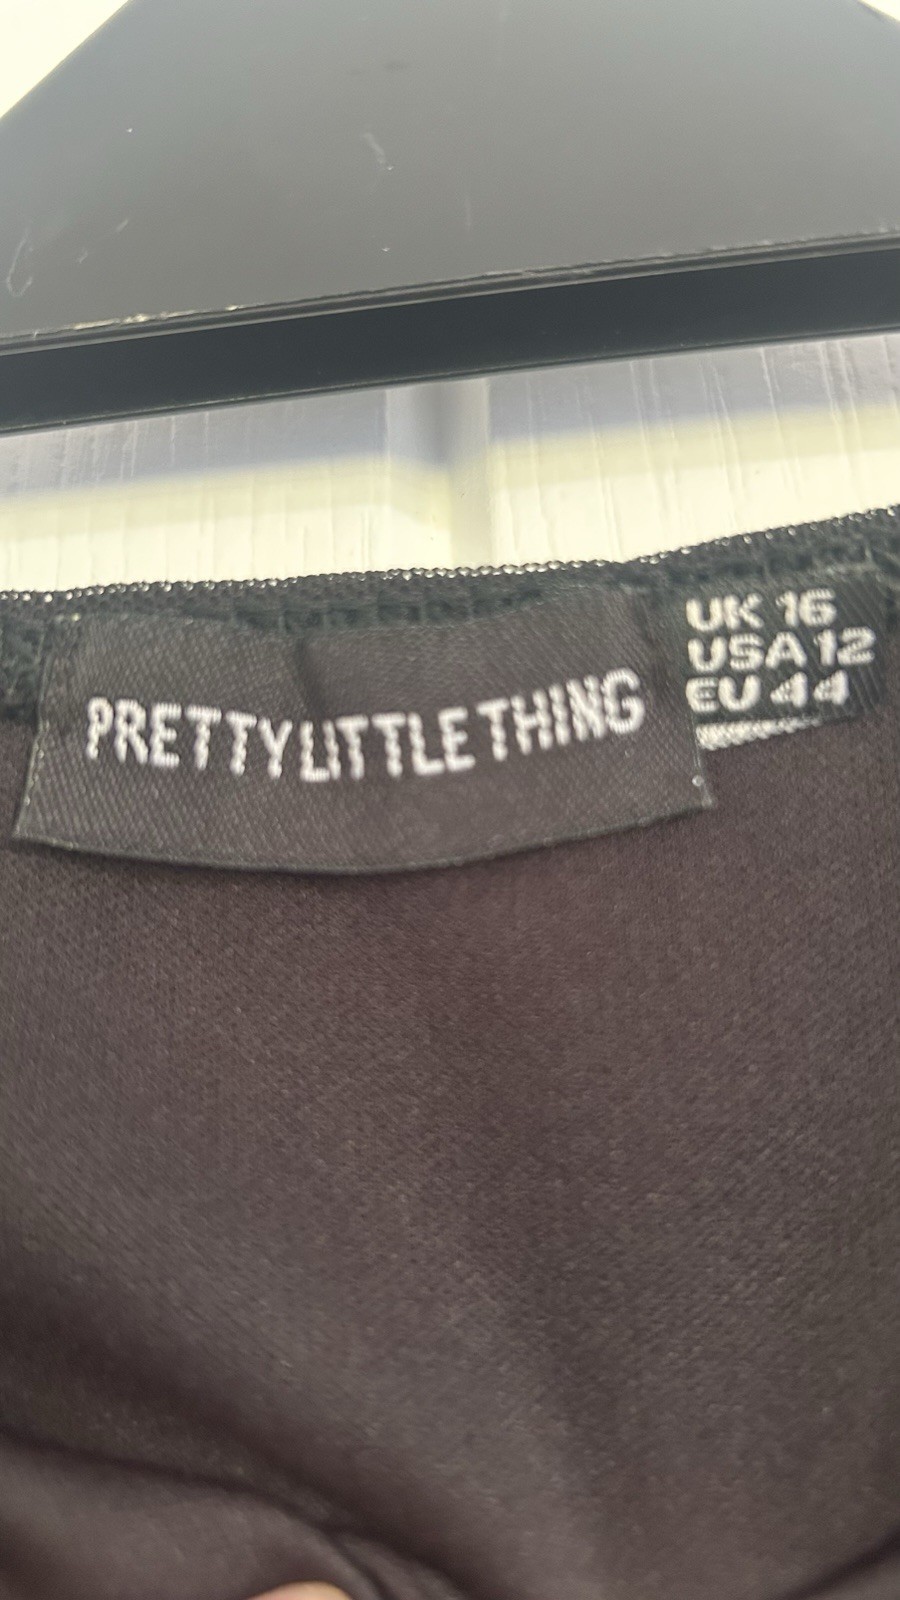 PRETTYLITTLETHING
UK 16
USA 12
EU 44